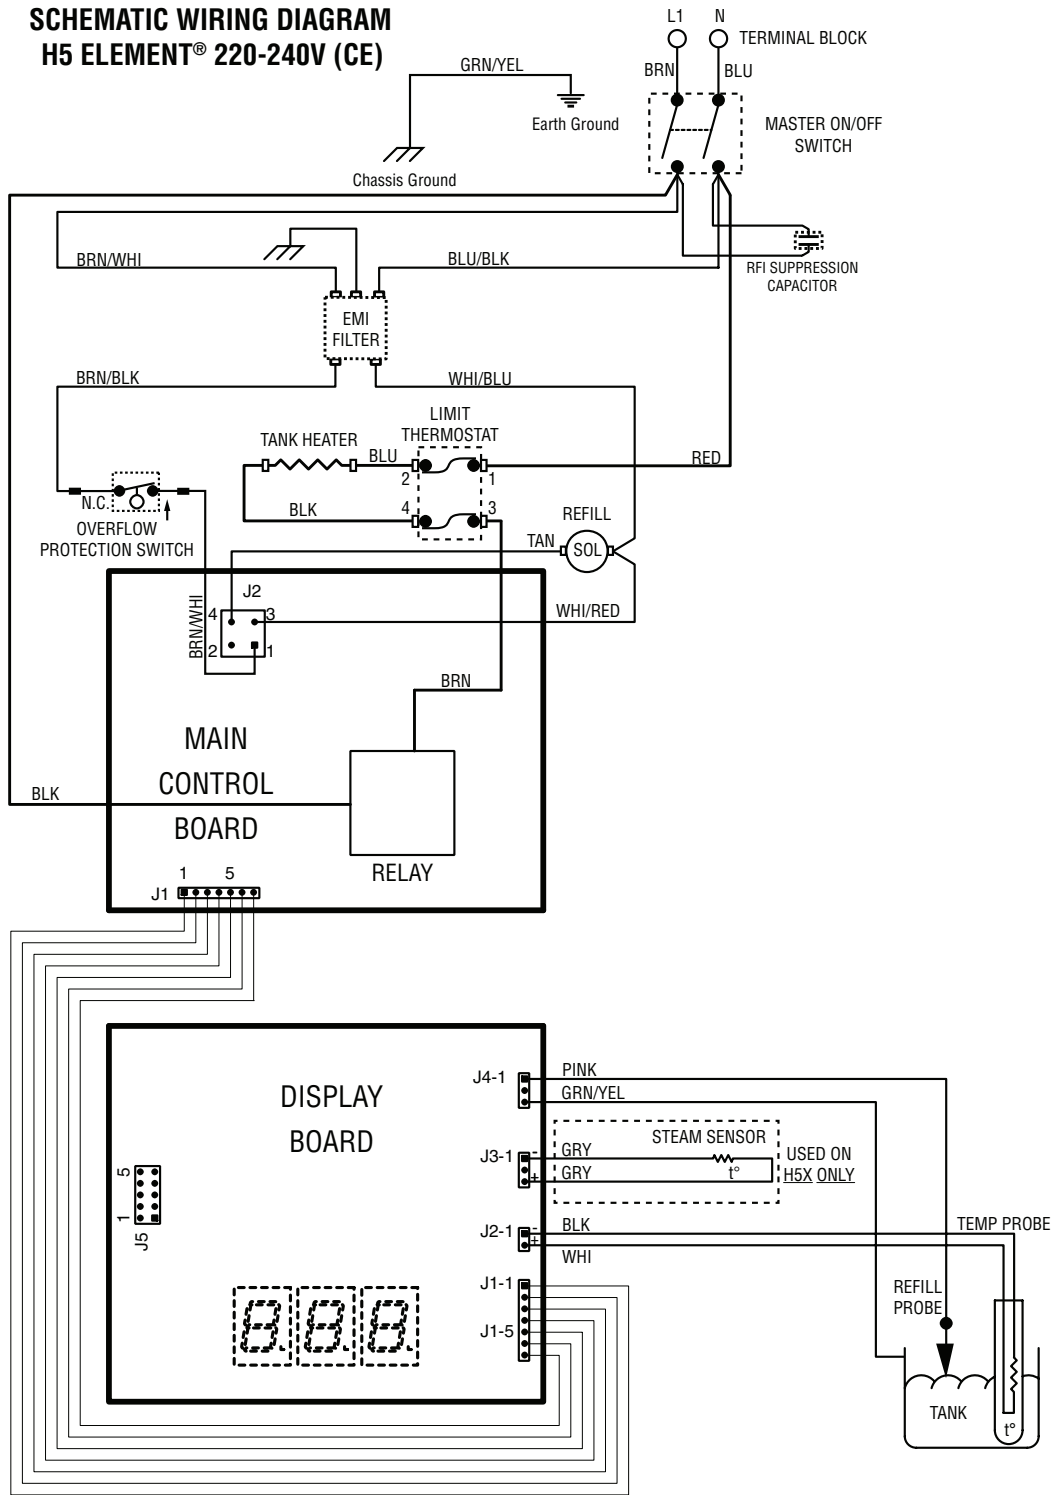 SCHEMATIC WIRING DIAGRAM
H5 ELEMENT® 220-240V (CE)
L1 N
TERMINAL BLOCK
BRN BLU
GRN/YEL
Earth Ground
Chassis Ground
MASTER ON/OFF
SWITCH
BRN/WHI
BLU/BLK
RFI SUPPRESSION
CAPACITOR
EMI
FILTER
BRN/BLK
WHI/BLU
LIMIT
THERMOSTAT
TANK HEATER
BLU
RED
2 1
4 3
BLK
N.C.
OVERFLOW
PROTECTION SWITCH
REFILL
TAN
SOL
J2
4 3
2 1
BRN/WHI
WHI/RED
BRN
MAIN
CONTROL
BOARD
BLK
RELAY
1 5
J1
DISPLAY
BOARD
J4-1
PINK
GRN/YEL
STEAM SENSOR
J3-1
- GRY
+ GRY
t°
USED ON
H5X ONLY
5
1
J5
J2-1
- BLK
+ WHI
TEMP PROBE
J1-1
J1-5
8.8.8.
REFILL
PROBE
TANK
t°